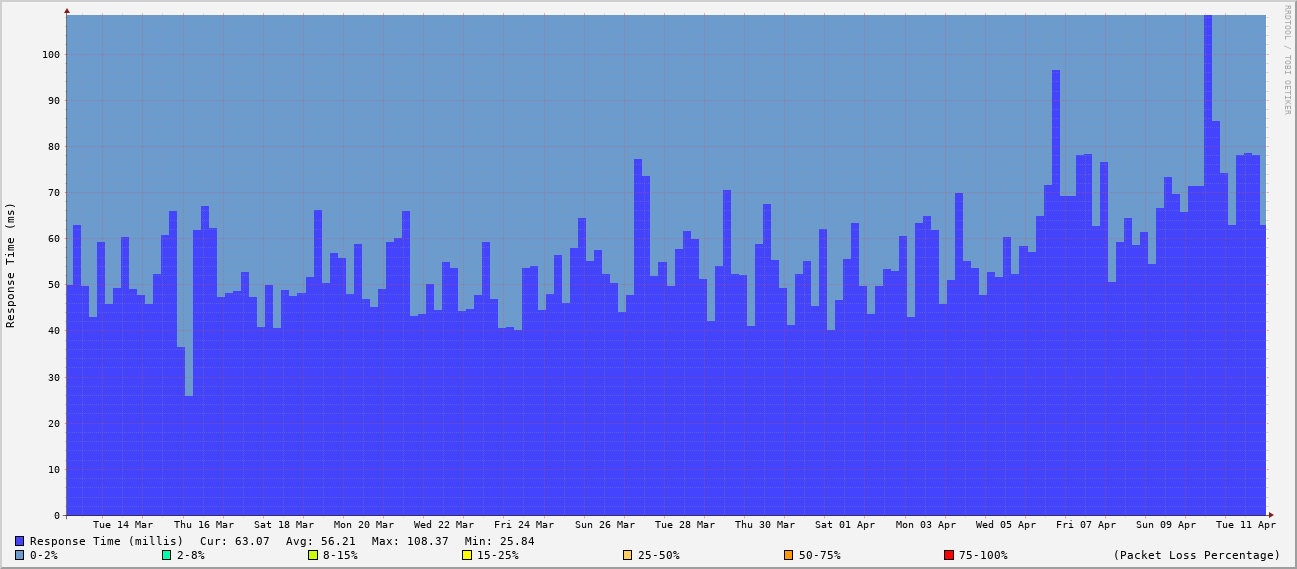 RRDTOOL / TOBI OETIKER
Response Time (ms)
100
90
80
70
60
50
40
30
20
10
0
Tue 14 Mar Thu 16 Mar Sat 18 Mar Mon 20 Mar Wed 22 Mar Fri 24 Mar Sun 26 Mar Tue 28 Mar Thu 30 Mar Sat 01 Apr Mon 03 Apr Wed 05 Apr Fri 07 Apr Sun 09 Apr Tue 11 Apr
Response Time (millis) Cur: 63.07 Avg: 56.21 Max: 108.37 Min: 25.84
0-2% 2-8% 8-15% 15-25% 25-50% 50-75% 75-100% (Packet Loss Percentage)